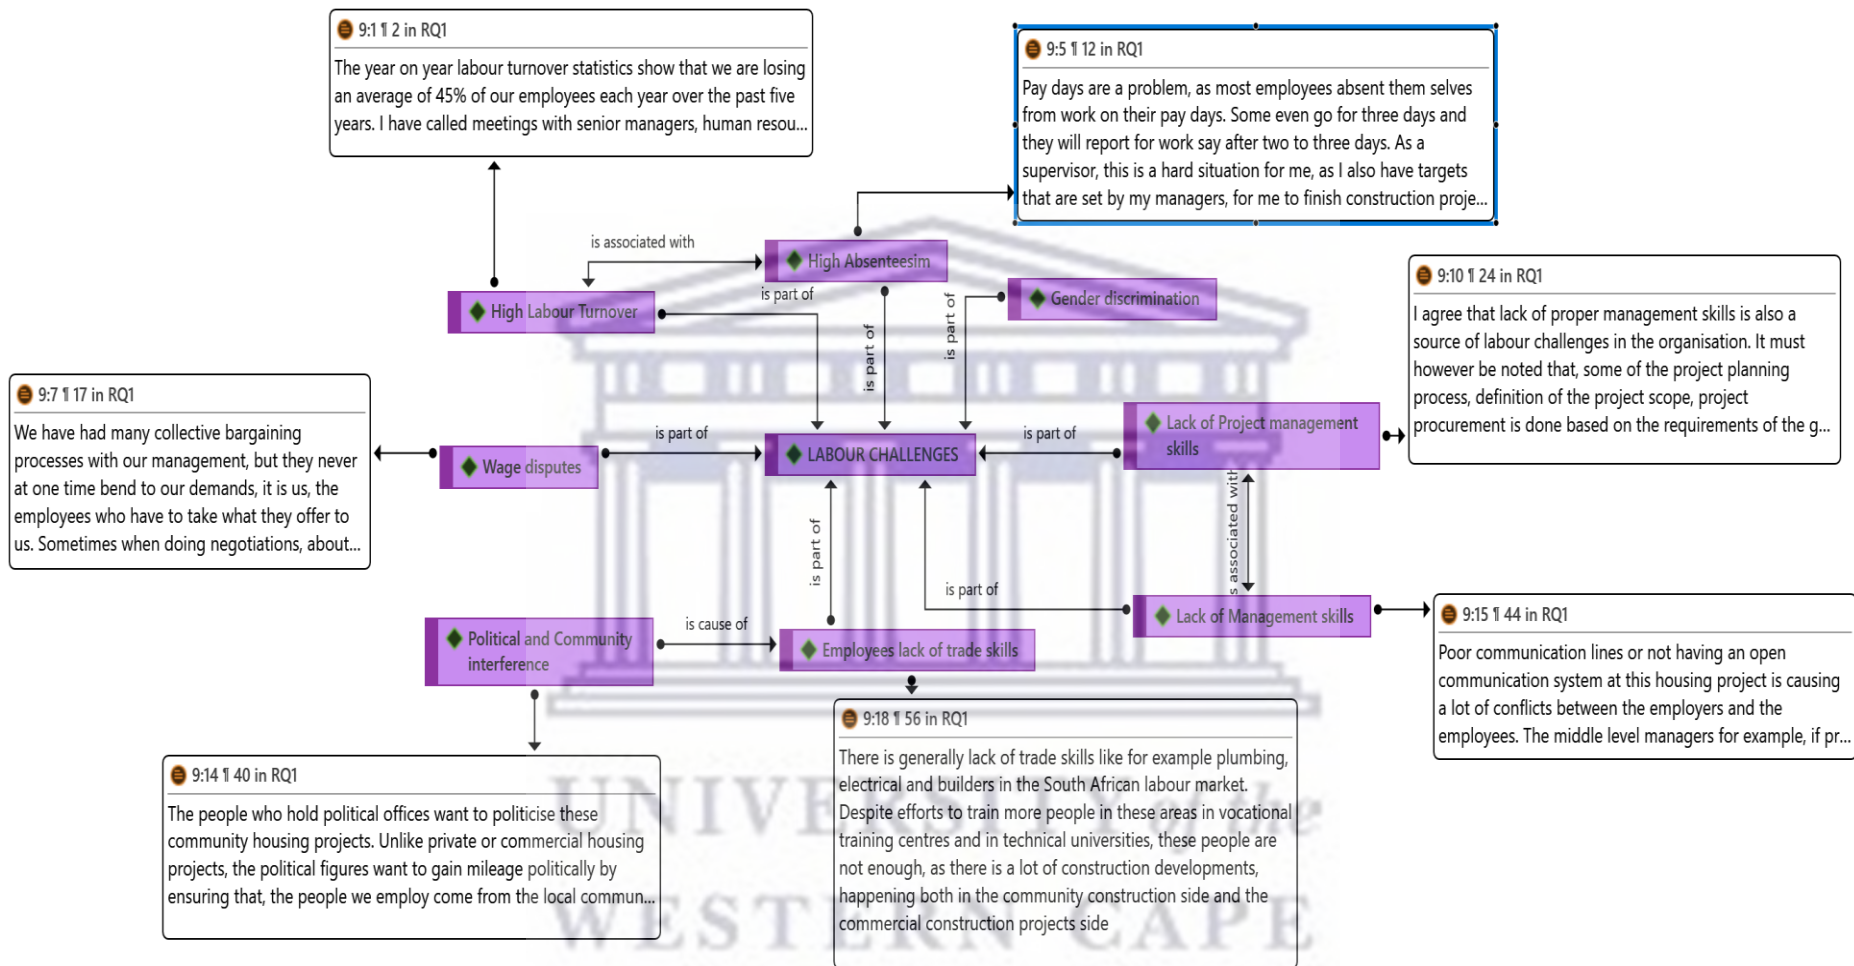 9:1 ¶ 2 in RQ1
The year on year labour turnover statistics show that we are losing
an average of 45% of our employees each year over the past five
years. I have called meetings with senior managers, human resou...
9:5 ¶ 12 in RQ1
Pay days are a problem, as most employees absent them selves
from work on their pay days. Some even go for three days and
they will report for work say after two to three days. As a
supervisor, this is a hard situation for me, as I also have targets
that are set by my managers, for me to finish construction proje...
is associated with
High Absenteesim
High Labour Turnover
is part of
is part of
is part of
Gender discrimination
9:10 ¶ 24 in RQ1
I agree that lack of proper management skills is also a
source of labour challenges in the organisation. It must
however be noted that, some of the project planning
process, definition of the project scope, project
procurement is done based on the requirements of the g...
9:7 ¶ 17 in RQ1
We have had many collective bargaining
processes with our management, but they never
at one time bend to our demands, it is us, the
employees who have to take what they offer to
us. Sometimes when doing negotiations, about...
Wage disputes
is part of
LABOUR CHALLENGES
is part of
Lack of Project management
skills
is part of
is part of
s associated with
Lack of Management skills
Political and Community
interference
is cause of
Employees lack of trade skills
9:15 ¶ 44 in RQ1
Poor communication lines or not having an open
communication system at this housing project is causing
a lot of conflicts between the employers and the
employees. The middle level managers for example, if pr...
9:14 ¶ 40 in RQ1
The people who hold political offices want to politicise these
community housing projects. Unlike private or commercial housing
projects, the political figures want to gain mileage politically by
ensuring that, the people we employ come from the local commun...
9:18 ¶ 56 in RQ1
There is generally lack of trade skills like for example plumbing,
electrical and builders in the South African labour market.
Despite efforts to train more people in these areas in vocational
training centres and in technical universities, these people are
not enough, as there is a lot of construction developments,
happening both in the community construction side and the
commercial construction projects side
UNIVERSITY of the
WESTERN CAPE